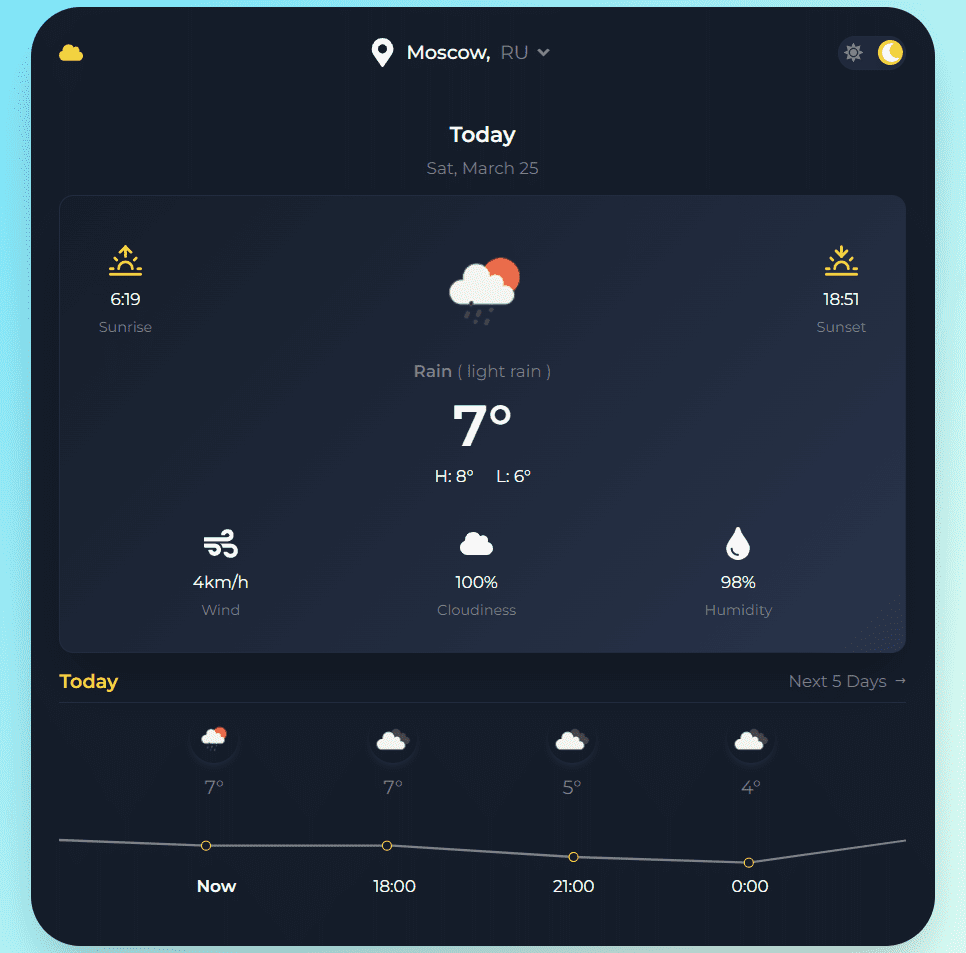 Moscow, RU
Today
Sat, March 25
6:19
Sunrise
18:51
Sunset
Rain ( light rain )
7°
H: 8° L: 6°
4km/h
Wind
100%
Cloudiness
98%
Humidity
Today
Next 5 Days →
7° 7° 5° 4°
Now 18:00 21:00 0:00